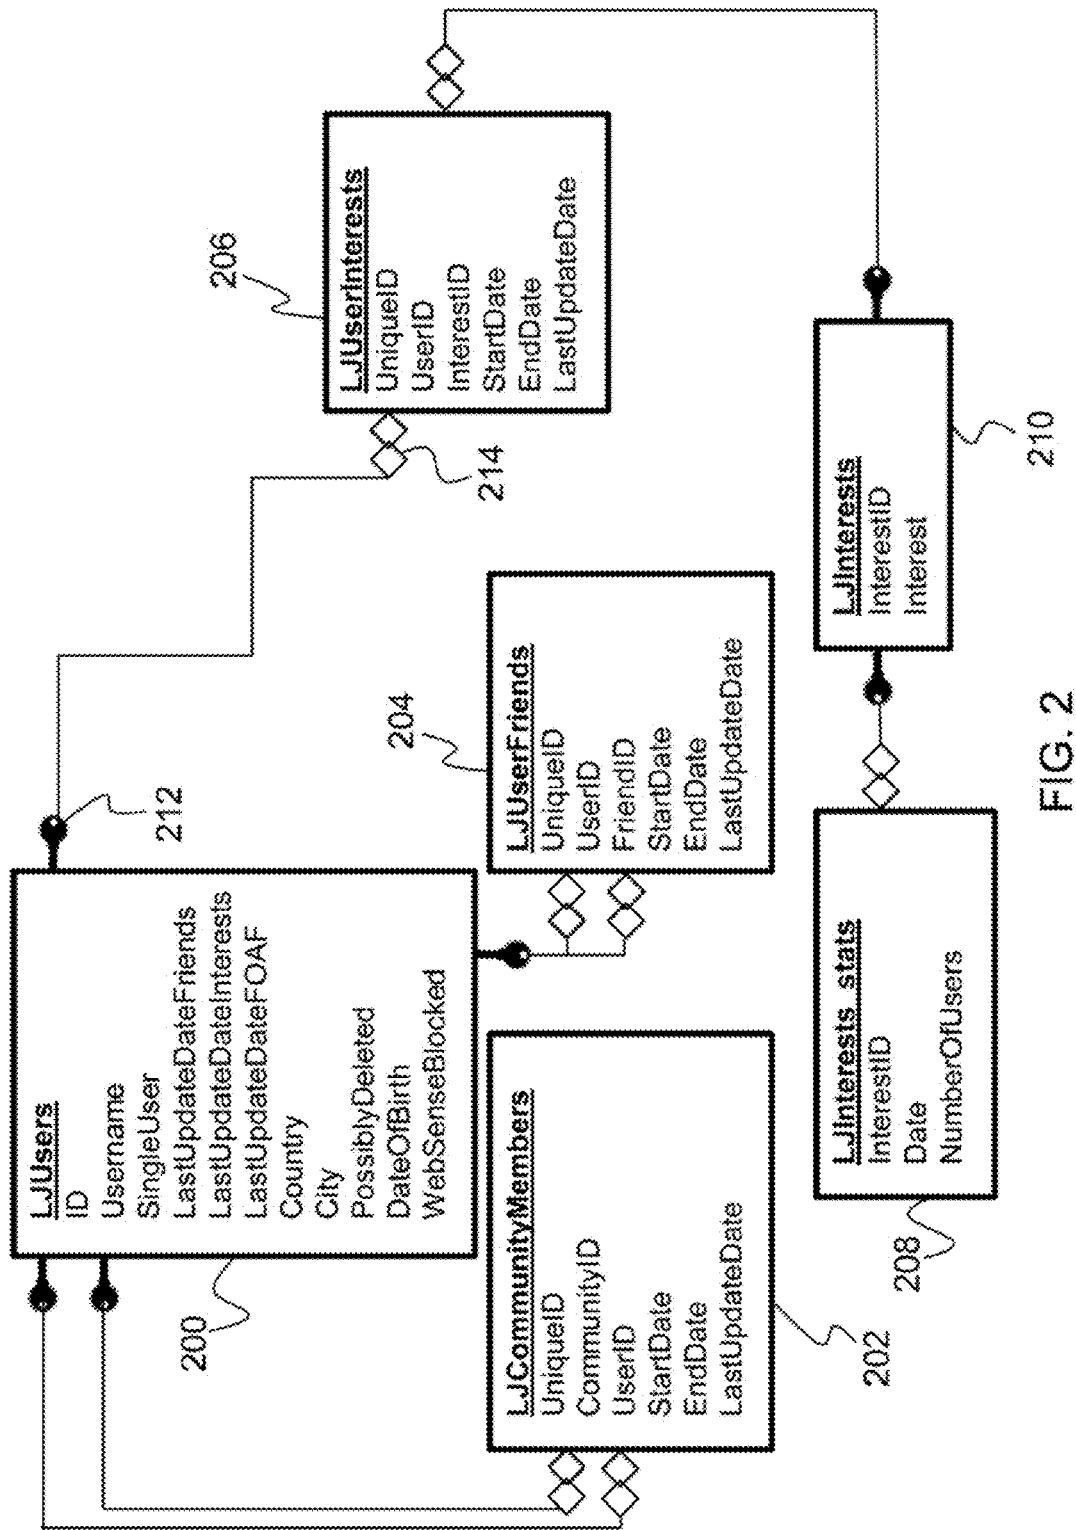 LJUsers
ID
Username
SingleUser
LastUpdateDateFriends
LastUpdateDateInterests
LastUpdateDateFOAF
Country
City
PossiblyDeleted
DateOfBirth
WebSenseBlocked
200
212
LJCommunityMembers
UniqueID
CommunityID
UserID
StartDate
EndDate
LastUpdateDate
202
LJUserFriends
UniqueID
UserID
FriendID
StartDate
EndDate
LastUpdateDate
204
LJUserInterests
UniqueID
UserID
InterestID
StartDate
EndDate
LastUpdateDate
206
214
LJInterests_stats
InterestID
Date
NumberOfUsers
208
LJInterests
InterestID
Interest
210
FIG. 2